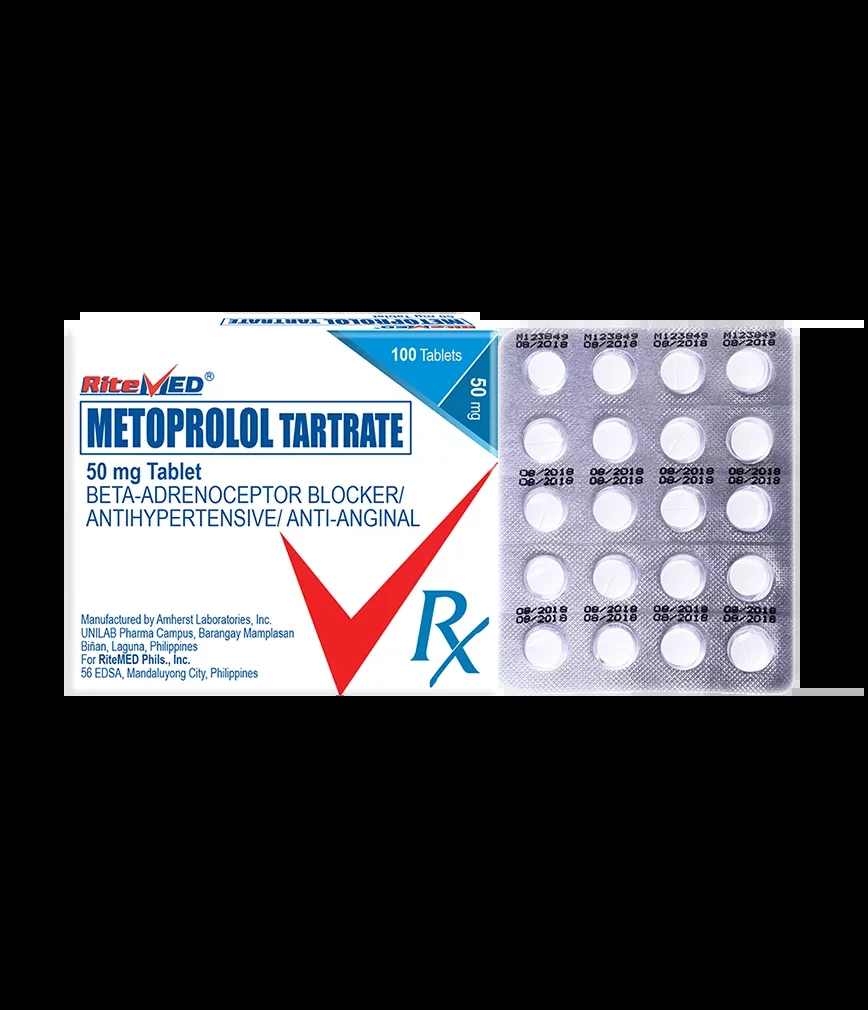 50 mg Tablet
RiteMED™ METOPROLOL TARTRATE
100 Tablets
50 mg
RiteMED®
METOPROLOL TARTRATE
50 mg Tablet
BETA-ADRENOCEPTOR BLOCKER/
ANTIHYPERTENSIVE/ ANTI-ANGINAL
Manufactured by Amherst Laboratories, Inc.
UNILAB Pharma Campus, Barangay Mamplasan
Biñan, Laguna, Philippines
For RiteMED Phils., Inc.
56 EDSA, Mandaluyong City, Philippines
Rx
M123849 M123849 M123849 M123849
08/2018 08/2018 08/2018 08/2018
08/2018 08/2018 08/2018 08/2018
08/2018 08/2018 08/2018 08/2018
08/2018 08/2018 08/2018 08/2018
08/2018 08/2018 08/2018 08/2018